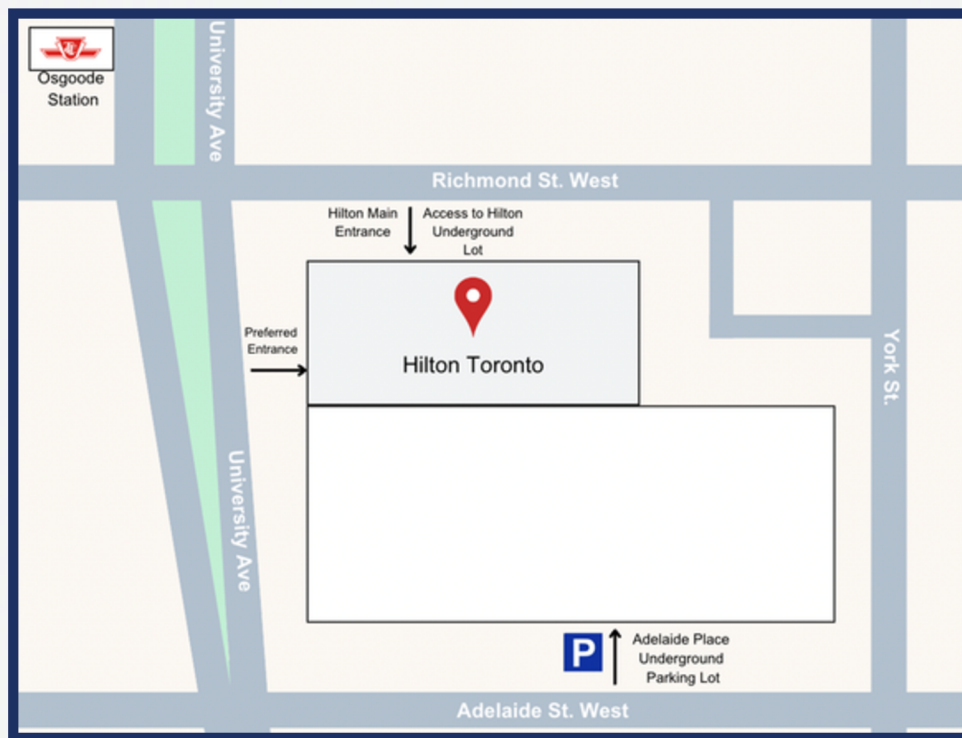 Osgoode
Station
University Ave
Richmond St. West
Hilton Main
Entrance
Access to Hilton
Underground
Lot
Preferred
Entrance
Hilton Toronto
York St.
University Ave
P
Adelaide Place
Underground
Parking Lot
Adelaide St. West